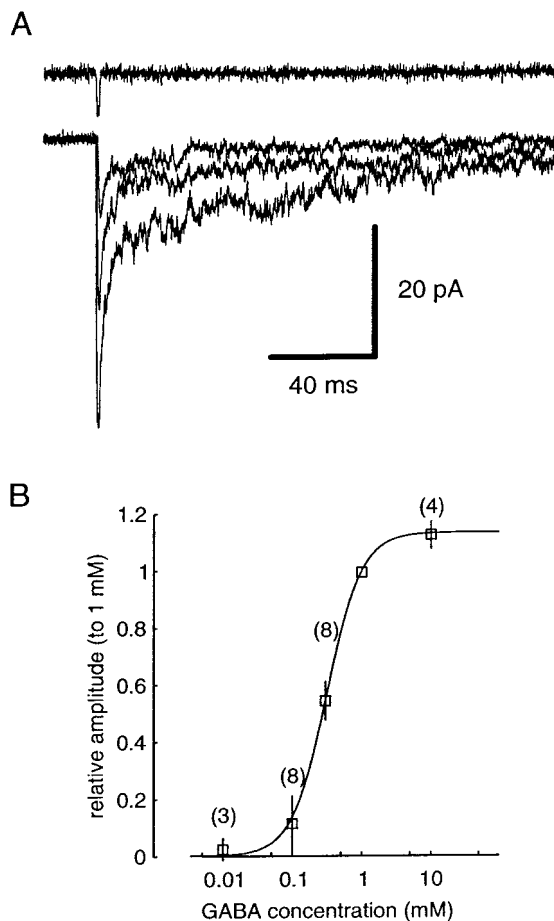 A
20 pA
40 ms
B
relative amplitude (to 1 mM)
1.2
1
0.8
0.6
0.4
0.2
0
(3)
(8)
(8)
(4)
0.01
0.1
1
10
GABA concentration (mM)